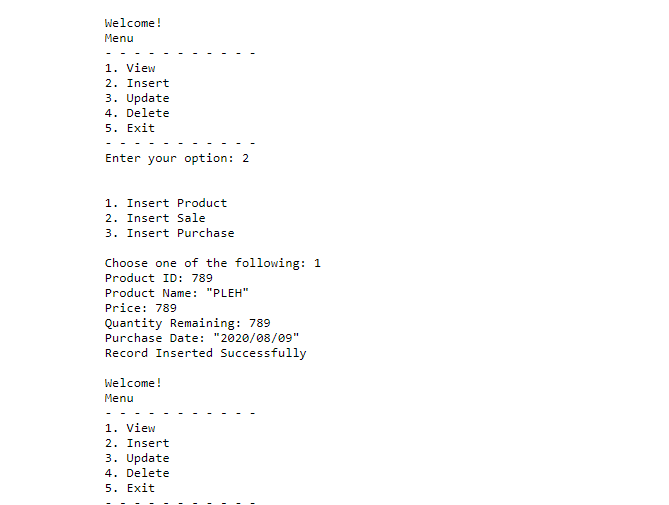 Welcome!
Menu
- - - - - - - - - - -
1. View
2. Insert
3. Update
4. Delete
5. Exit
- - - - - - - - - - -
Enter your option: 2
1. Insert Product
2. Insert Sale
3. Insert Purchase
Choose one of the following: 1
Product ID: 789
Product Name: "PLEH"
Price: 789
Quantity Remaining: 789
Purchase Date: "2020/08/09"
Record Inserted Successfully
Welcome!
Menu
- - - - - - - - - - -
1. View
2. Insert
3. Update
4. Delete
5. Exit
- - - - - - - - - - -